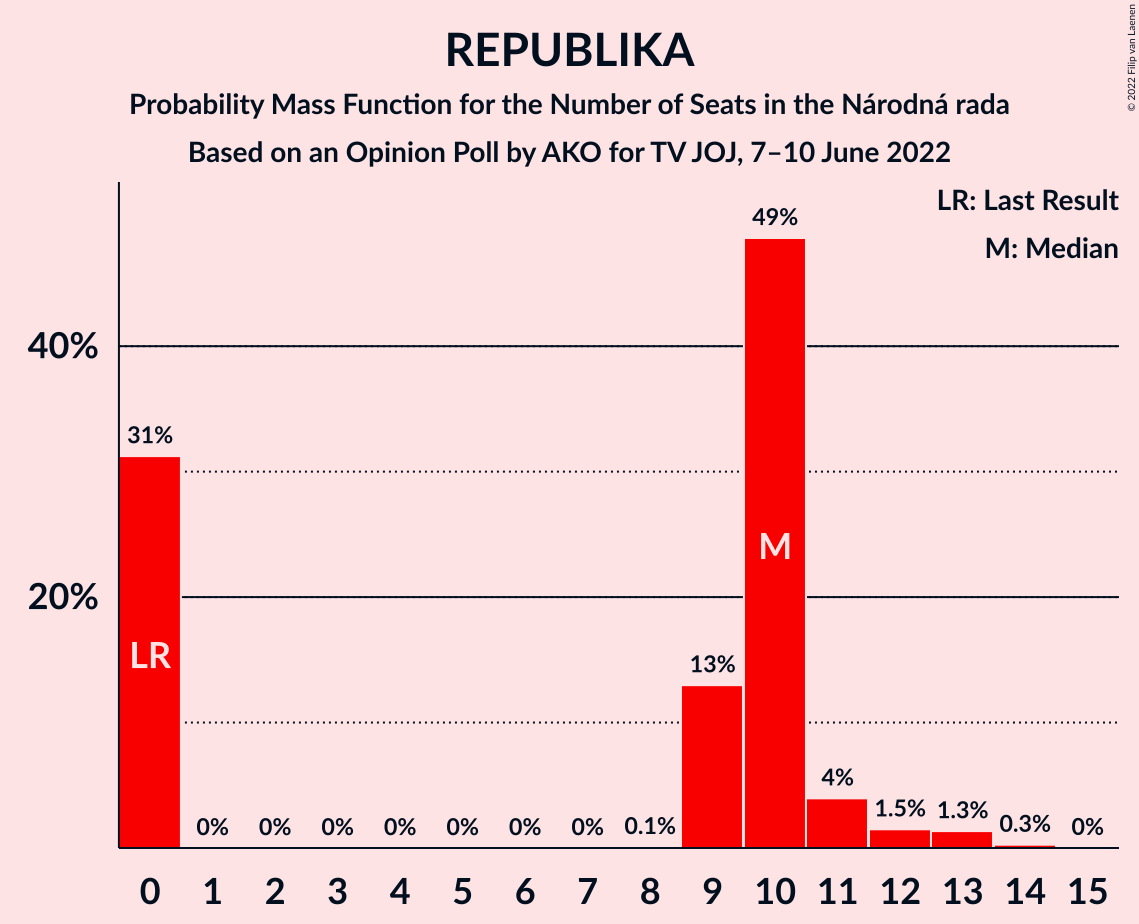 REPUBLIKA
Probability Mass Function for the Number of Seats in the Národná rada
Based on an Opinion Poll by AKO for TV JOJ, 7–10 June 2022
© 2022 Filip van Laenen
LR: Last Result
M: Median
49%
40%
31%
M
20%
LR
13%
4%
1.5%
1.3%
0% 0% 0% 0% 0% 0% 0% 0.1% 0.3% 0%
0 1 2 3 4 5 6 7 8 9 10 11 12 13 14 15